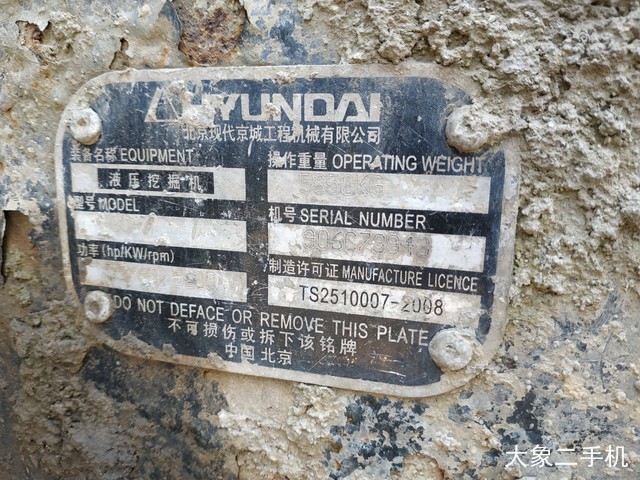 HYUNDAI
北京现代京城工程机械有限公司
装备名称 EQUIPMENT
液压挖掘机
型号 MODEL
功率 (hp/KW/rpm)
操作重量 OPERATING WEIGHT
机号 SERIAL NUMBER
制造许可证 MANUFACTURE LICENCE
TS2510007-2008
DO NOT DEFACE OR REMOVE THIS PLATE
不可损伤或拆下该铭牌
中国 北京
大象二手机